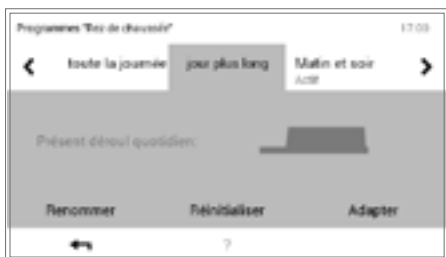 Programmes "Rez de chaussée" 17:03
toute la journée jour plus long Matin et soir
Actif
Présent déroul quotidien:
Renommer Réinitialiser Adapter
?